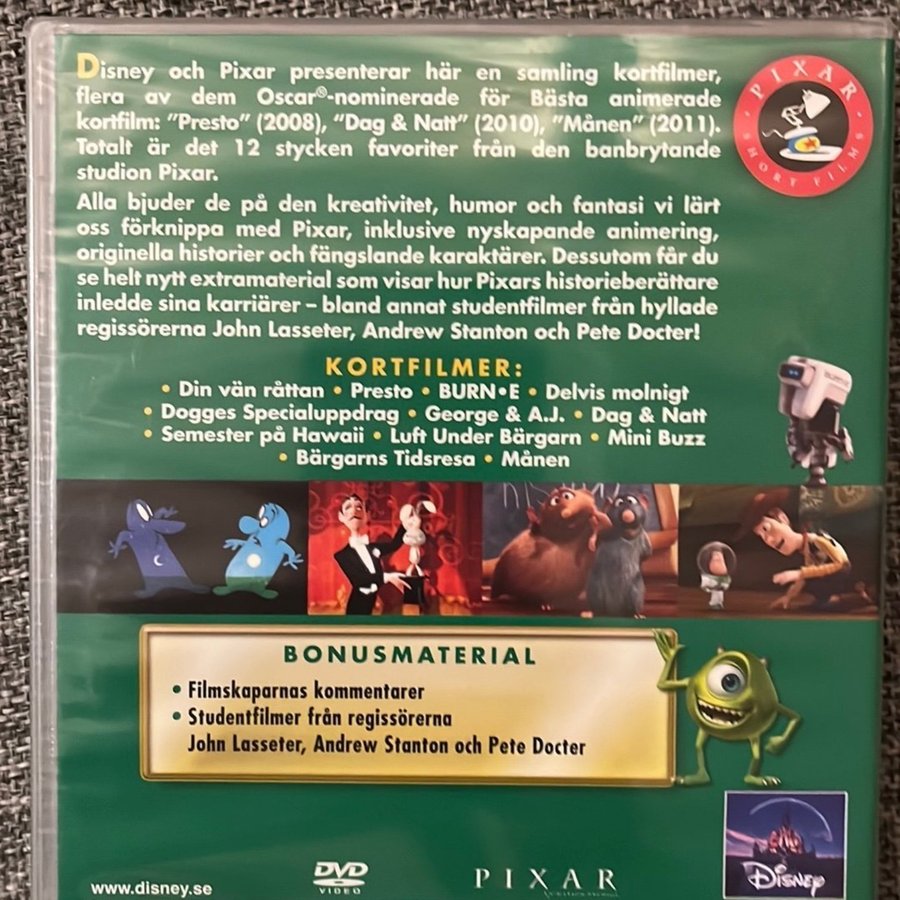 Disney och Pixar presenterar här en samling kortfilmer,
flera av dem Oscar®-nominerade för Bästa animerade
kortfilm: ”Presto” (2008), ”Dag & Natt” (2010), ”Månen” (2011).
Totalt är det 12 stycken favoriter från den banbrytande
studion Pixar.
PIXAR
SHORT FILMS
Alla bjuder de på den kreativitet, humor och fantasi vi lärt
oss förknippa med Pixar, inklusive nyskapande animering,
originella historier och fängslande karaktärer. Dessutom får du
se helt nytt extramaterial som visar hur Pixars historieberättare
inledde sina karriärer – bland annat studentfilmer från hyllade
regissörerna John Lasseter, Andrew Stanton och Pete Docter!
KORTFILMER:
• Din vän råttan • Presto • BURN•E • Delvis molnigt
• Dogges Specialuppdrag • George & A.J. • Dag & Natt
• Semester på Hawaii • Luft Under Bärgarn • Mini Buzz
• Bärgarns Tidsresa • Månen
BONUSMATERIAL
• Filmskaparnas kommentarer
• Studentfilmer från regissörerna
John Lasseter, Andrew Stanton och Pete Docter
www.disney.se
DVD
VIDEO
PIXAR
Disney